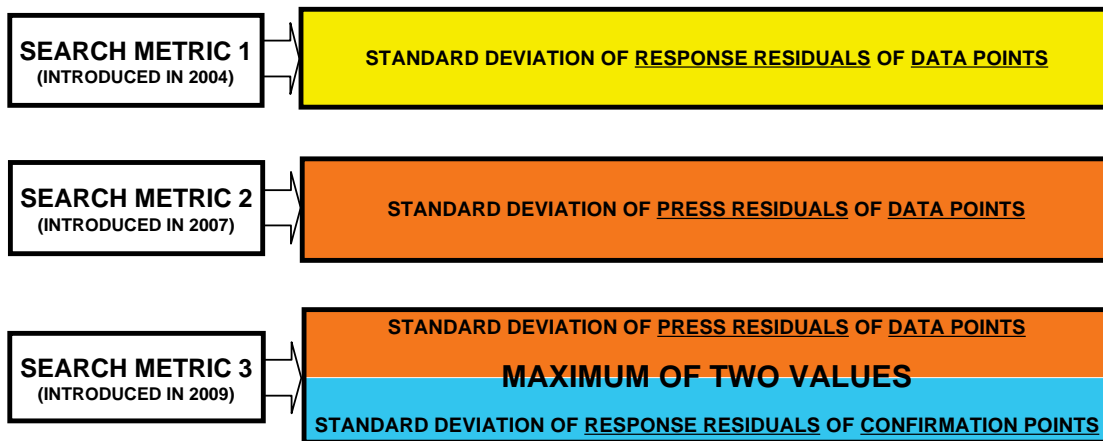 SEARCH METRIC 1
(INTRODUCED IN 2004)
STANDARD DEVIATION OF RESPONSE RESIDUALS OF DATA POINTS
SEARCH METRIC 2
(INTRODUCED IN 2007)
STANDARD DEVIATION OF PRESS RESIDUALS OF DATA POINTS
SEARCH METRIC 3
(INTRODUCED IN 2009)
STANDARD DEVIATION OF PRESS RESIDUALS OF DATA POINTS
MAXIMUM OF TWO VALUES
STANDARD DEVIATION OF RESPONSE RESIDUALS OF CONFIRMATION POINTS